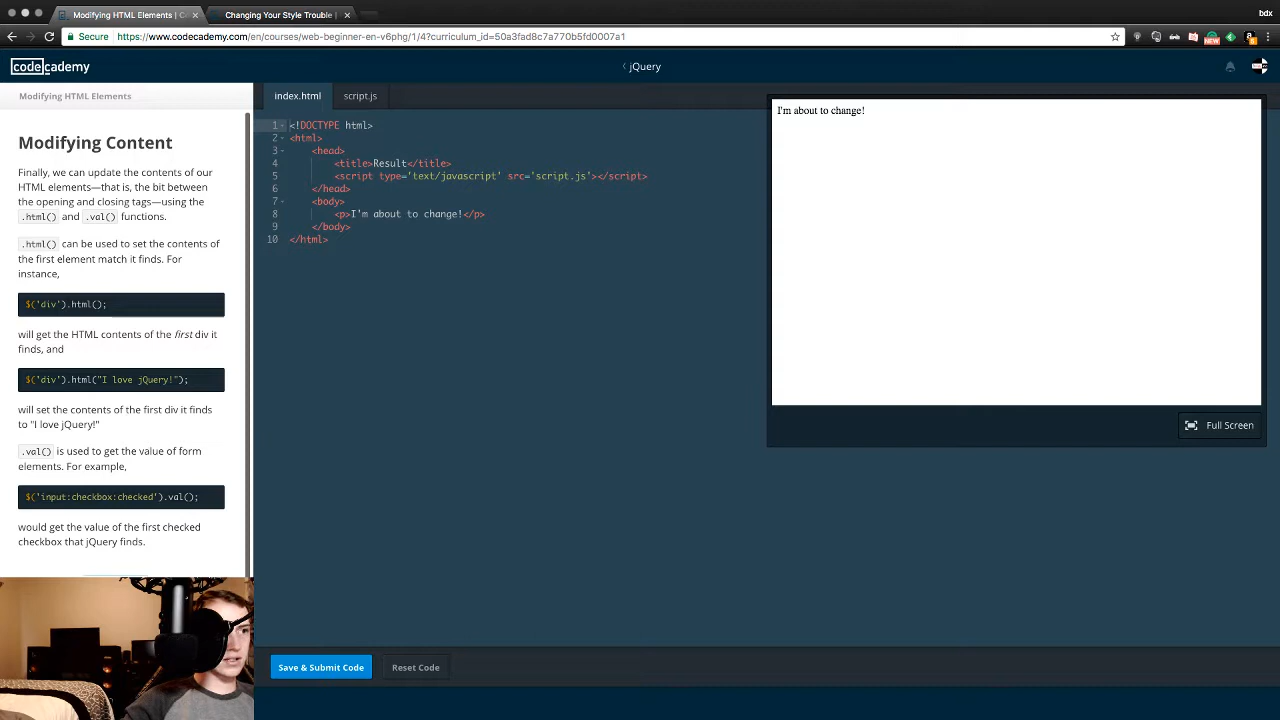 Modifying HTML Elements | C
Changing Your Style Trouble |
bdx
Secure
https://www.codecademy.com/en/courses/web-beginner-en-v6phg/1/4?curriculum_id=50a3fad8c7a770b5fd0007a1
codecademy
jQuery
Modifying HTML Elements
Modifying Content
Finally, we can update the contents of our
HTML elements—that is, the bit between
the opening and closing tags—using the
.html() and .val() functions.
.html() can be used to set the contents of
the first element match it finds. For
instance,
$('div').html();
will get the HTML contents of the first div it
finds, and
$('div').html("I love jQuery!");
will set the contents of the first div it finds
to "I love jQuery!"
.val() is used to get the value of form
elements. For example,
$('input:checkbox:checked').val();
would get the value of the first checked
checkbox that jQuery finds.
index.html
script.js
1 <!DOCTYPE html>
2 <html>
3 <head>
4 <title>Result</title>
5 <script type='text/javascript' src='script.js'></script>
6 </head>
7 <body>
8 <p>I'm about to change!</p>
9 </body>
10 </html>
I'm about to change!
Full Screen
Save & Submit Code
Reset Code